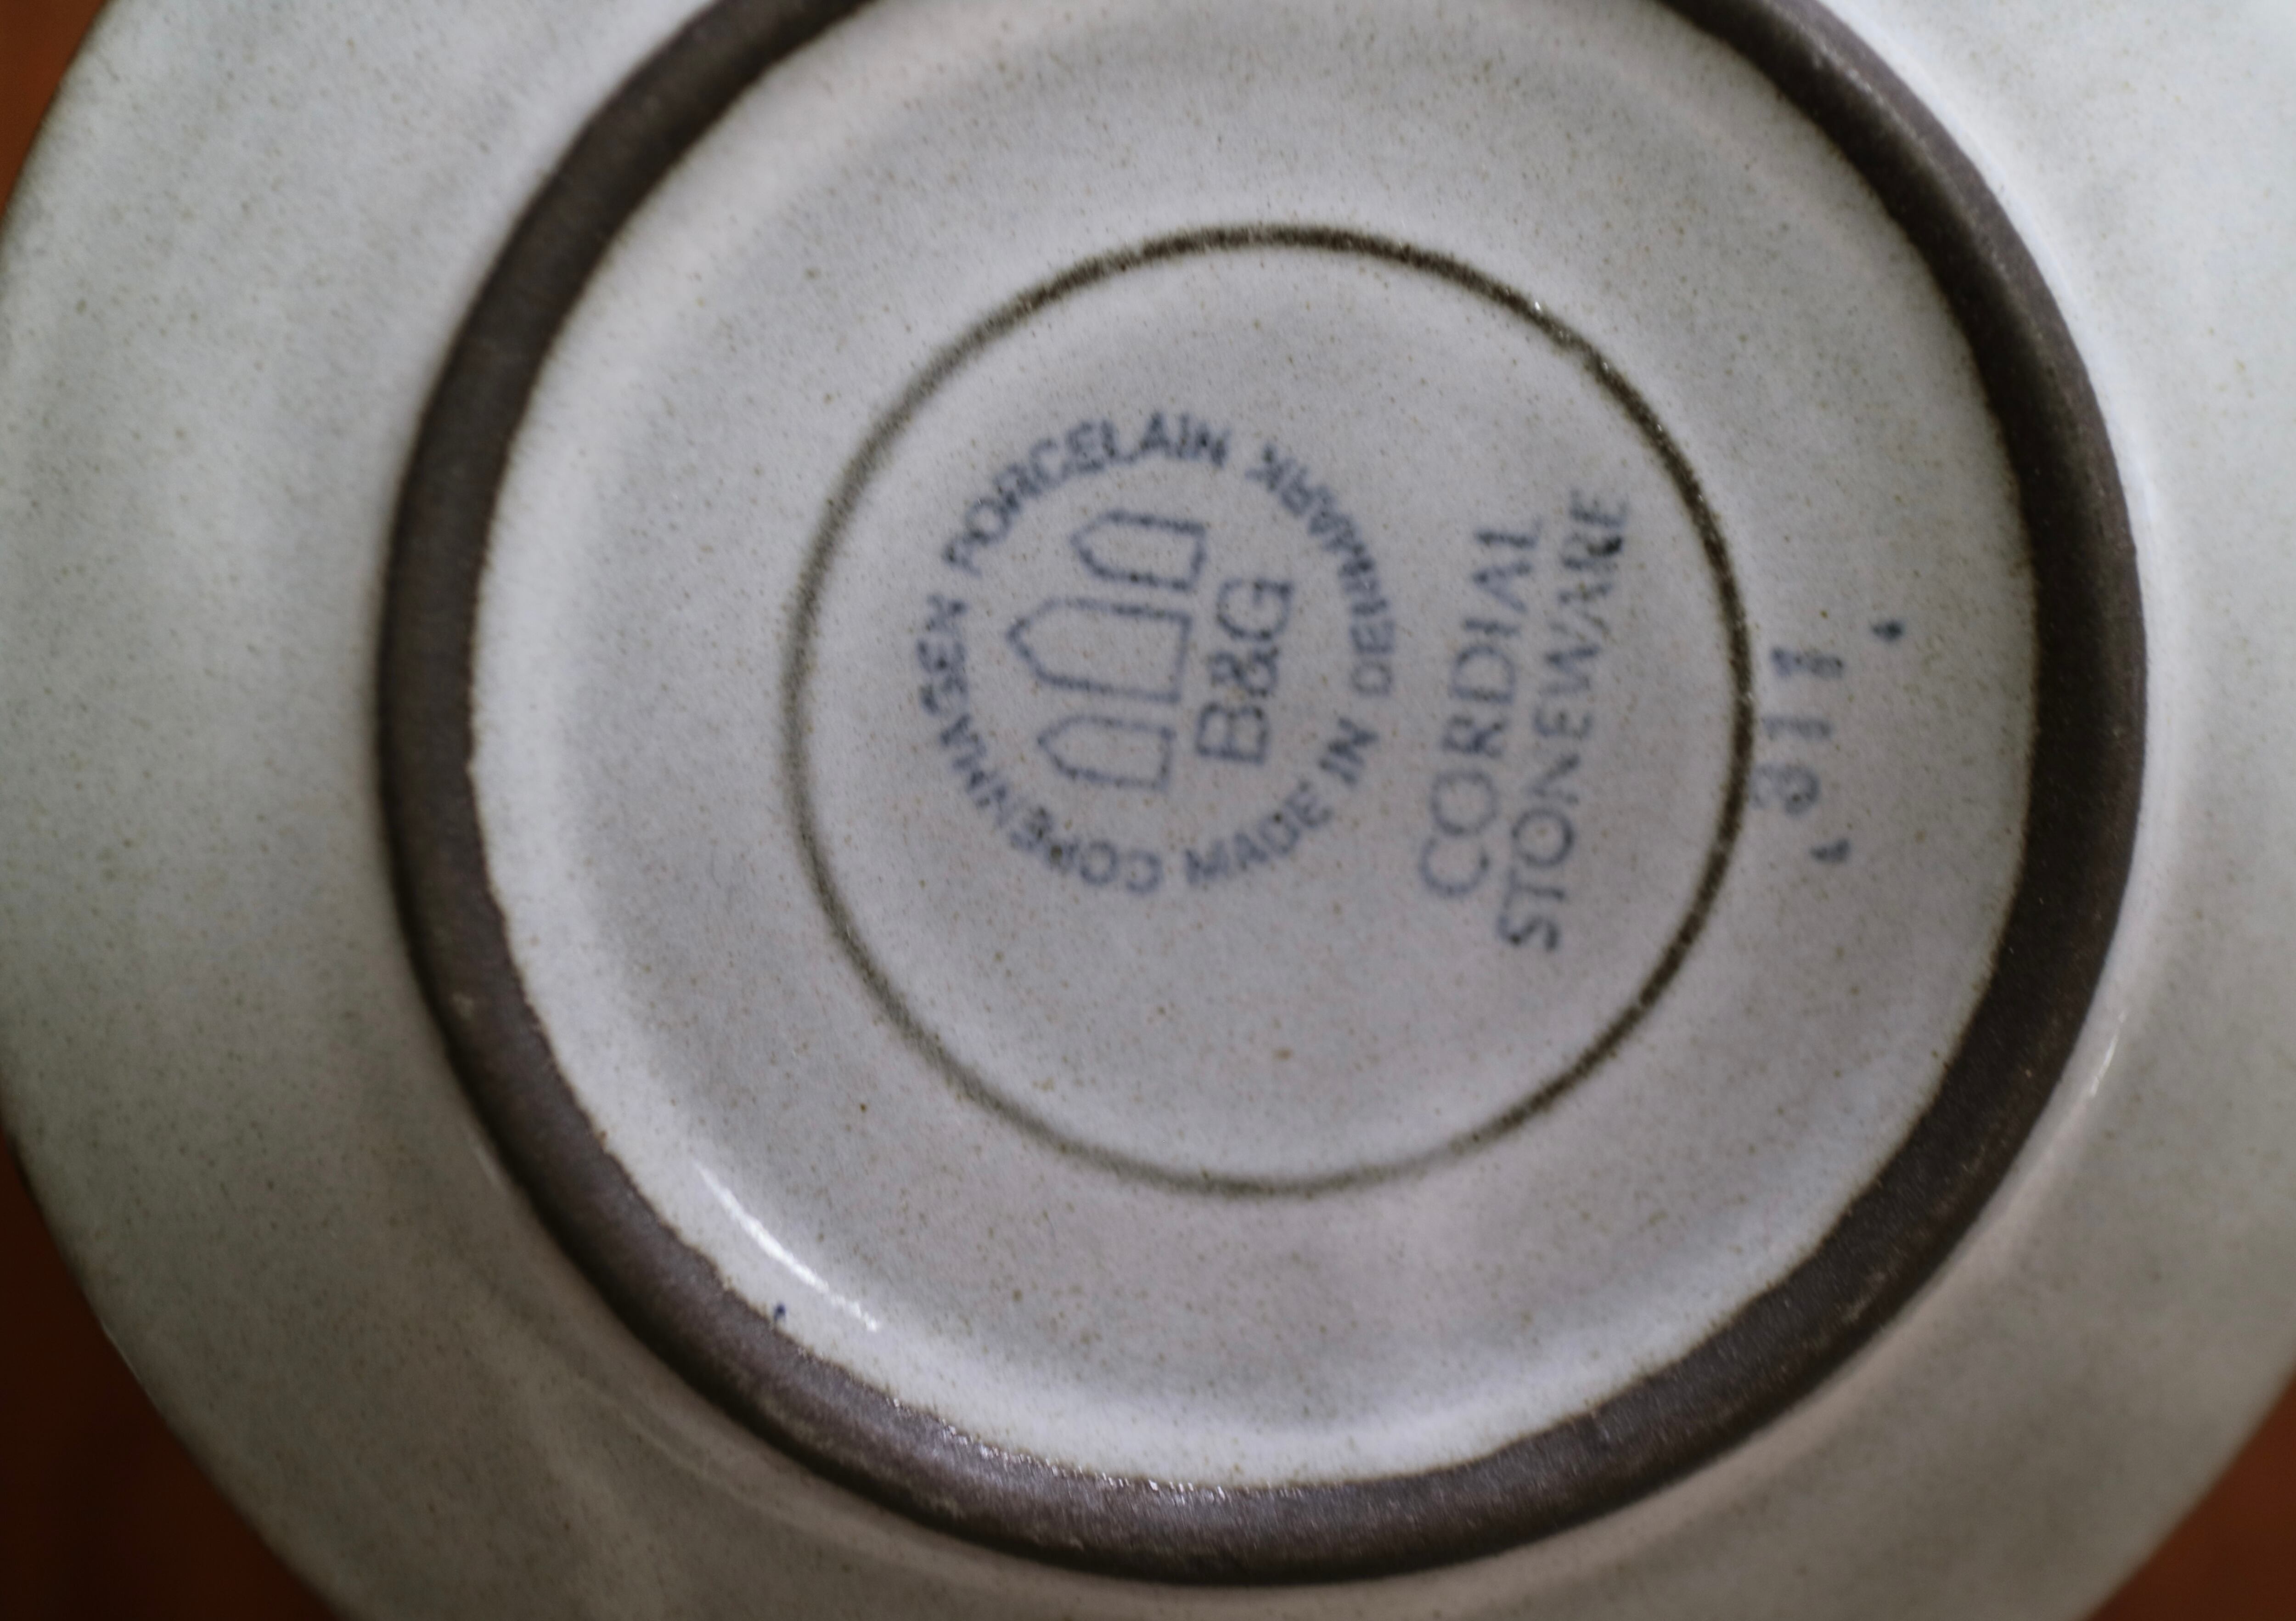 COPENHAGEN PORCELAIN
B&G
MADE IN DENMARK
CORDIAL
STONEWARE
311